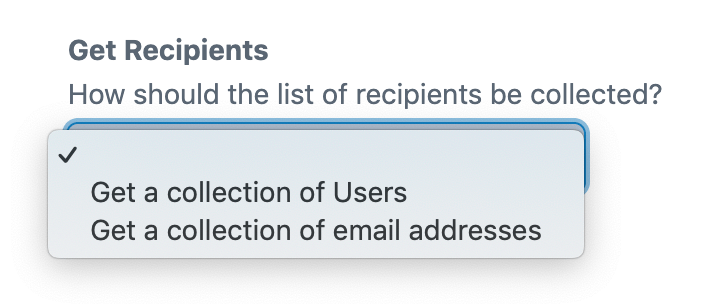 Get Recipients
How should the list of recipients be collected?
Get a collection of Users
Get a collection of email addresses